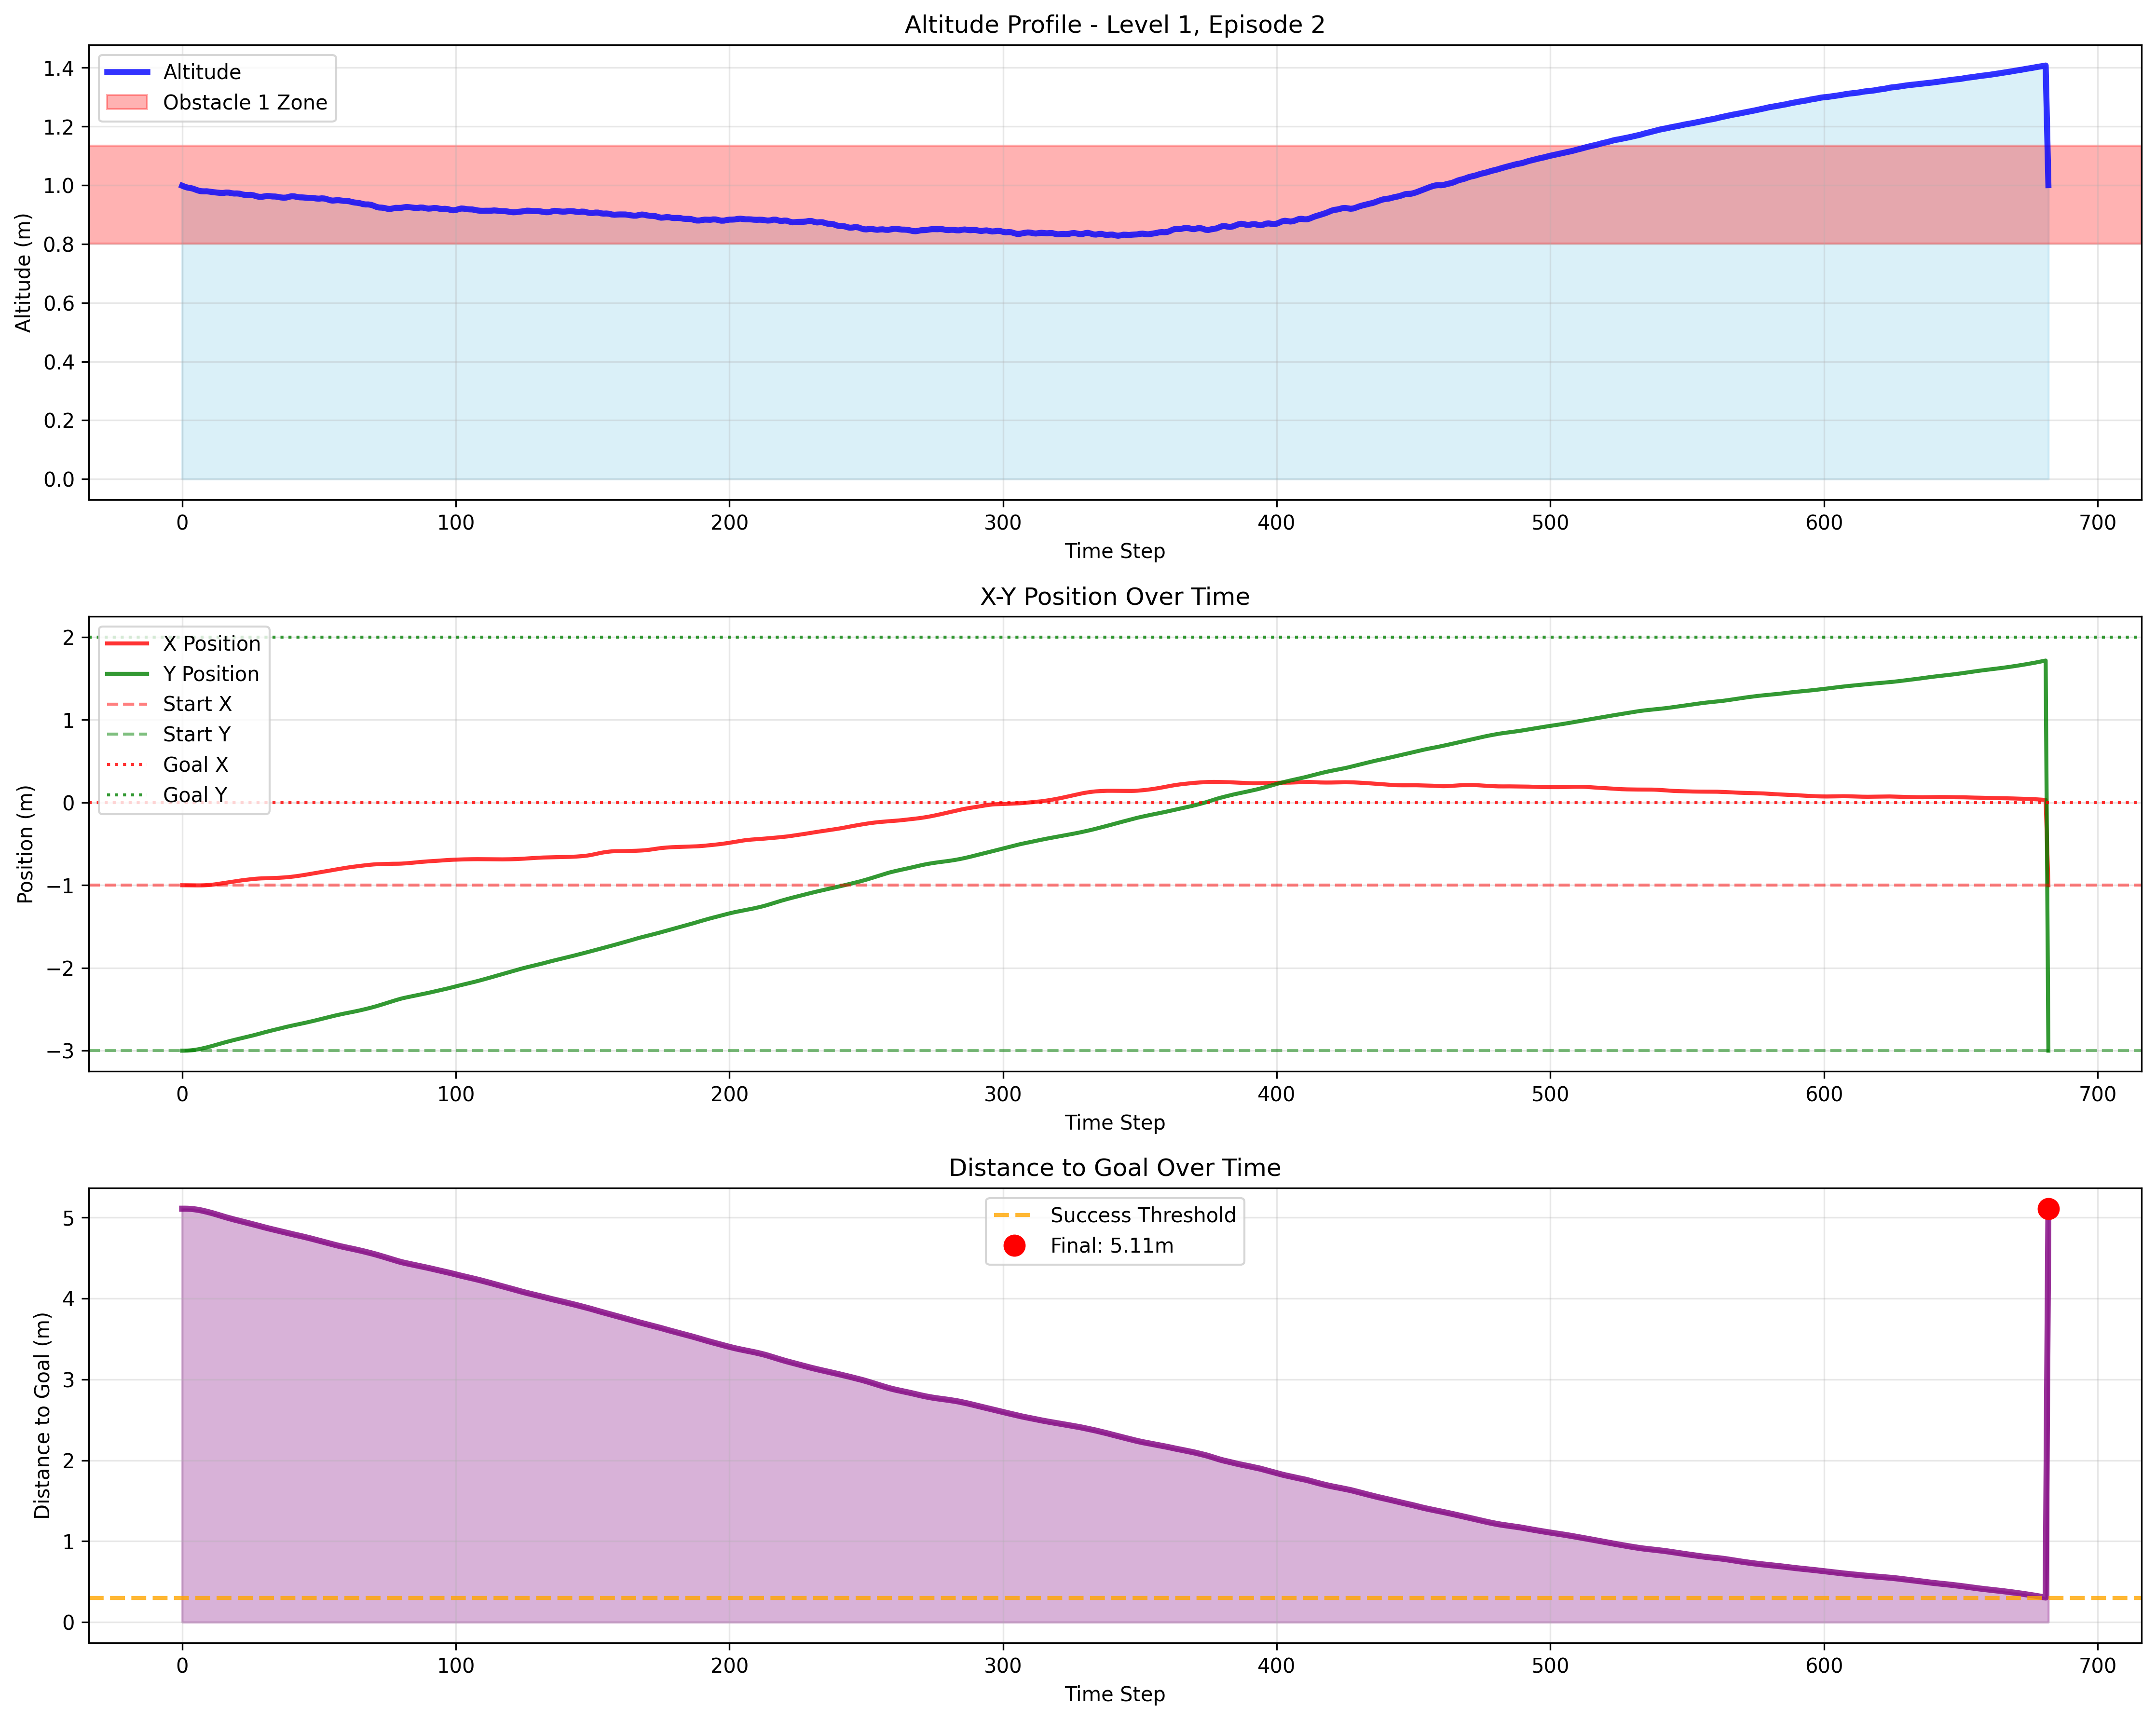 Altitude Profile - Level 1, Episode 2
Altitude
Obstacle 1 Zone
Altitude (m)
1.4
1.2
1.0
0.8
0.6
0.4
0.2
0.0
0 100 200 300 400 500 600 700
Time Step
X-Y Position Over Time
X Position
Y Position
Start X
Start Y
Goal X
Goal Y
Position (m)
2
1
0
−1
−2
−3
0 100 200 300 400 500 600 700
Time Step
Distance to Goal Over Time
Success Threshold
Final: 5.11m
Distance to Goal (m)
5
4
3
2
1
0
0 100 200 300 400 500 600 700
Time Step